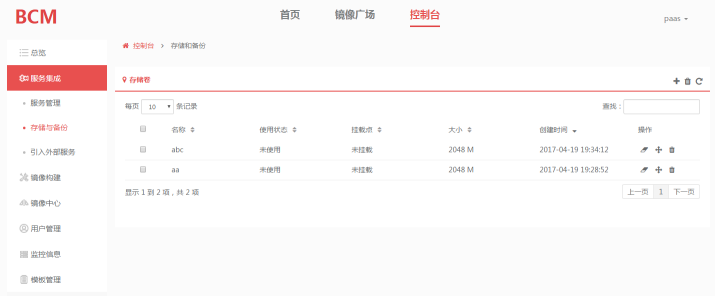 BCM
首页 镜像广场 控制台 paas
总览
服务集成
服务管理
存储与备份
引入外部服务
镜像构建
镜像中心
用户管理
监控信息
模板管理
控制台 > 存储和备份
存储卷
每页 10 条记录 查找：
名称 使用状态 挂载点 大小 创建时间 操作
abc 未使用 未挂载 2048 M 2017-04-19 19:34:12
aa 未使用 未挂载 2048 M 2017-04-19 19:28:52
显示 1 到 2 项，共 2 项 上一页 1 下一页